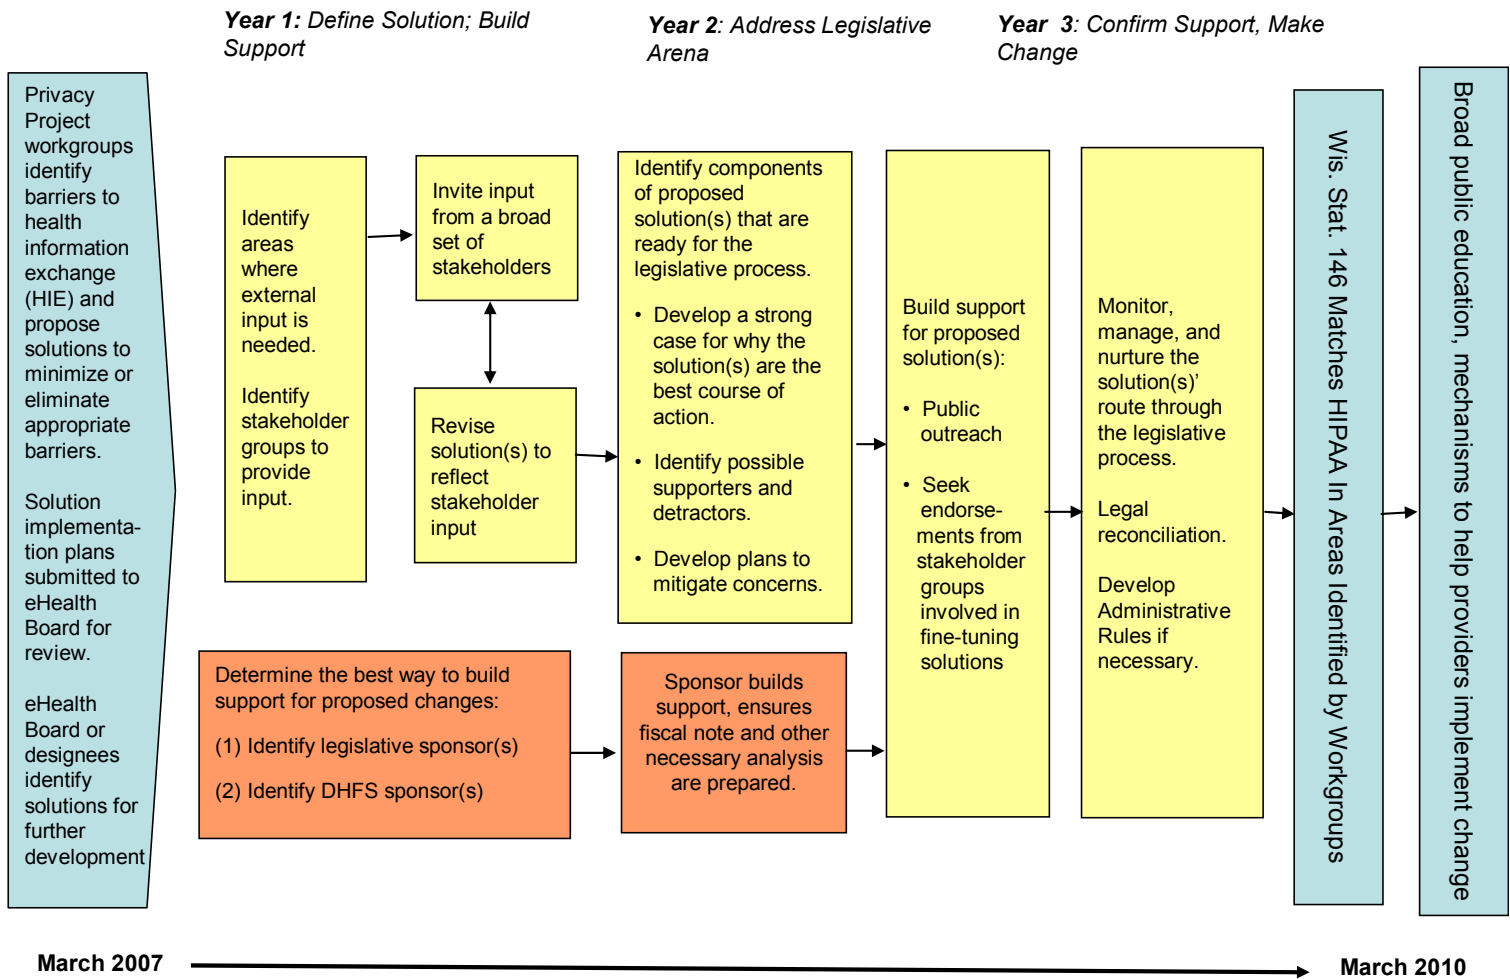 Year 1: Define Solution; Build
Support
Year 2: Address Legislative
Arena
Year 3: Confirm Support, Make
Change
Privacy
Project
workgroups
identify
barriers to
health
information
exchange
(HIE) and
propose
solutions to
minimize or
eliminate
appropriate
barriers.
Solution
implementa-
tion plans
submitted to
eHealth
Board for
review.
eHealth
Board or
designees
identify
solutions for
further
development
Identify
areas
where
external
input is
needed.
Identify
stakeholder
groups to
provide
input.
Invite input
from a broad
set of
stakeholders
Revise
solution(s) to
reflect
stakeholder
input
Identify components
of proposed
solution(s) that are
ready for the
legislative process.
• Develop a strong
case for why the
solution(s) are the
best course of
action.
• Identify possible
supporters and
detractors.
• Develop plans to
mitigate concerns.
Determine the best way to build
support for proposed changes:
(1) Identify legislative sponsor(s)
(2) Identify DHFS sponsor(s)
Sponsor builds
support, ensures
fiscal note and other
necessary analysis
are prepared.
Build support
for proposed
solution(s):
• Public
outreach
• Seek
endorse-
ments from
stakeholder
groups
involved in
fine-tuning
solutions
Monitor,
manage, and
nurture the
solution(s)'
route through
the legislative
process.
Legal
reconciliation.
Develop
Administrative
Rules if
necessary.
Wis. Stat. 146 Matches HIPAA In Areas Identified by Workgroups
Broad public education, mechanisms to help providers implement change
March 2007
March 2010